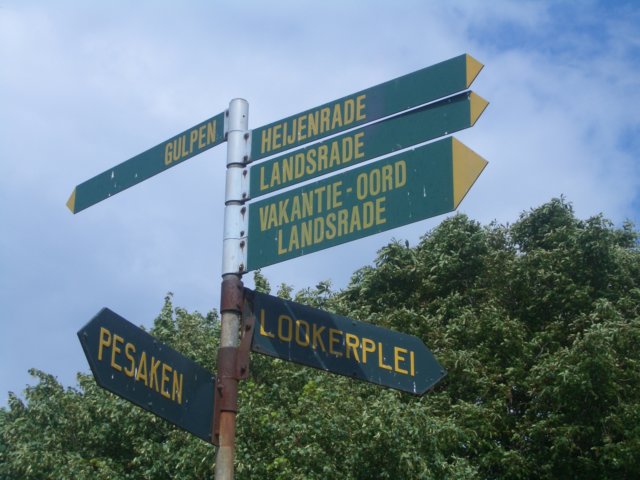 GULPEN
HEIJENRADE
LANDSRADE
VAKANTIE-OORD
LANDSRADE
LOOKERPLEI
PESAKEN